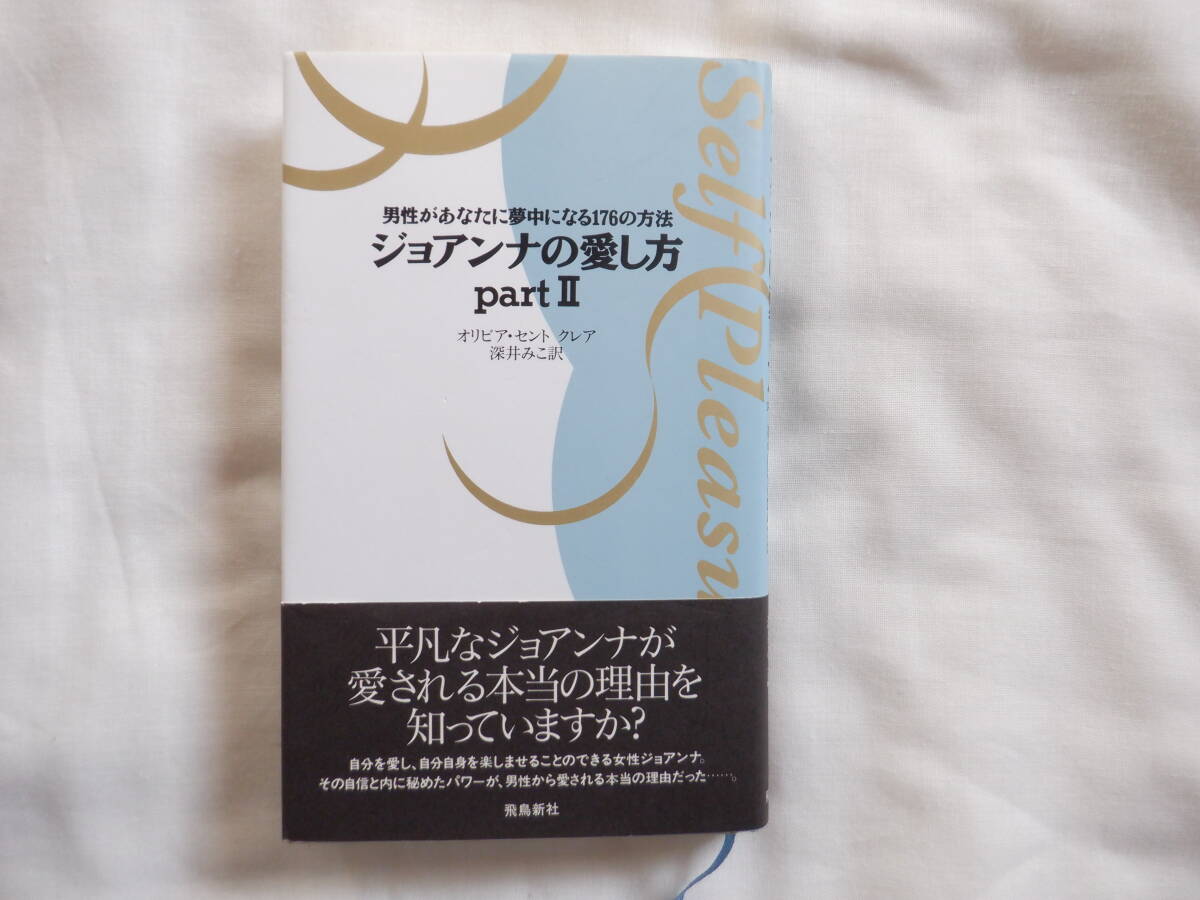 男性があなたに夢中になる176の方法
ジョアンナの愛し方
part II
オリビア・セント クレア
深井みこ訳
Self Pleasu
平凡なジョアンナが
愛される本当の理由を
知っていますか?
自分を愛し、自分自身を楽しませることのできる女性ジョアンナ。
その自信と内に秘めたパワーが、男性から愛される本当の理由だった……。
飛鳥新社